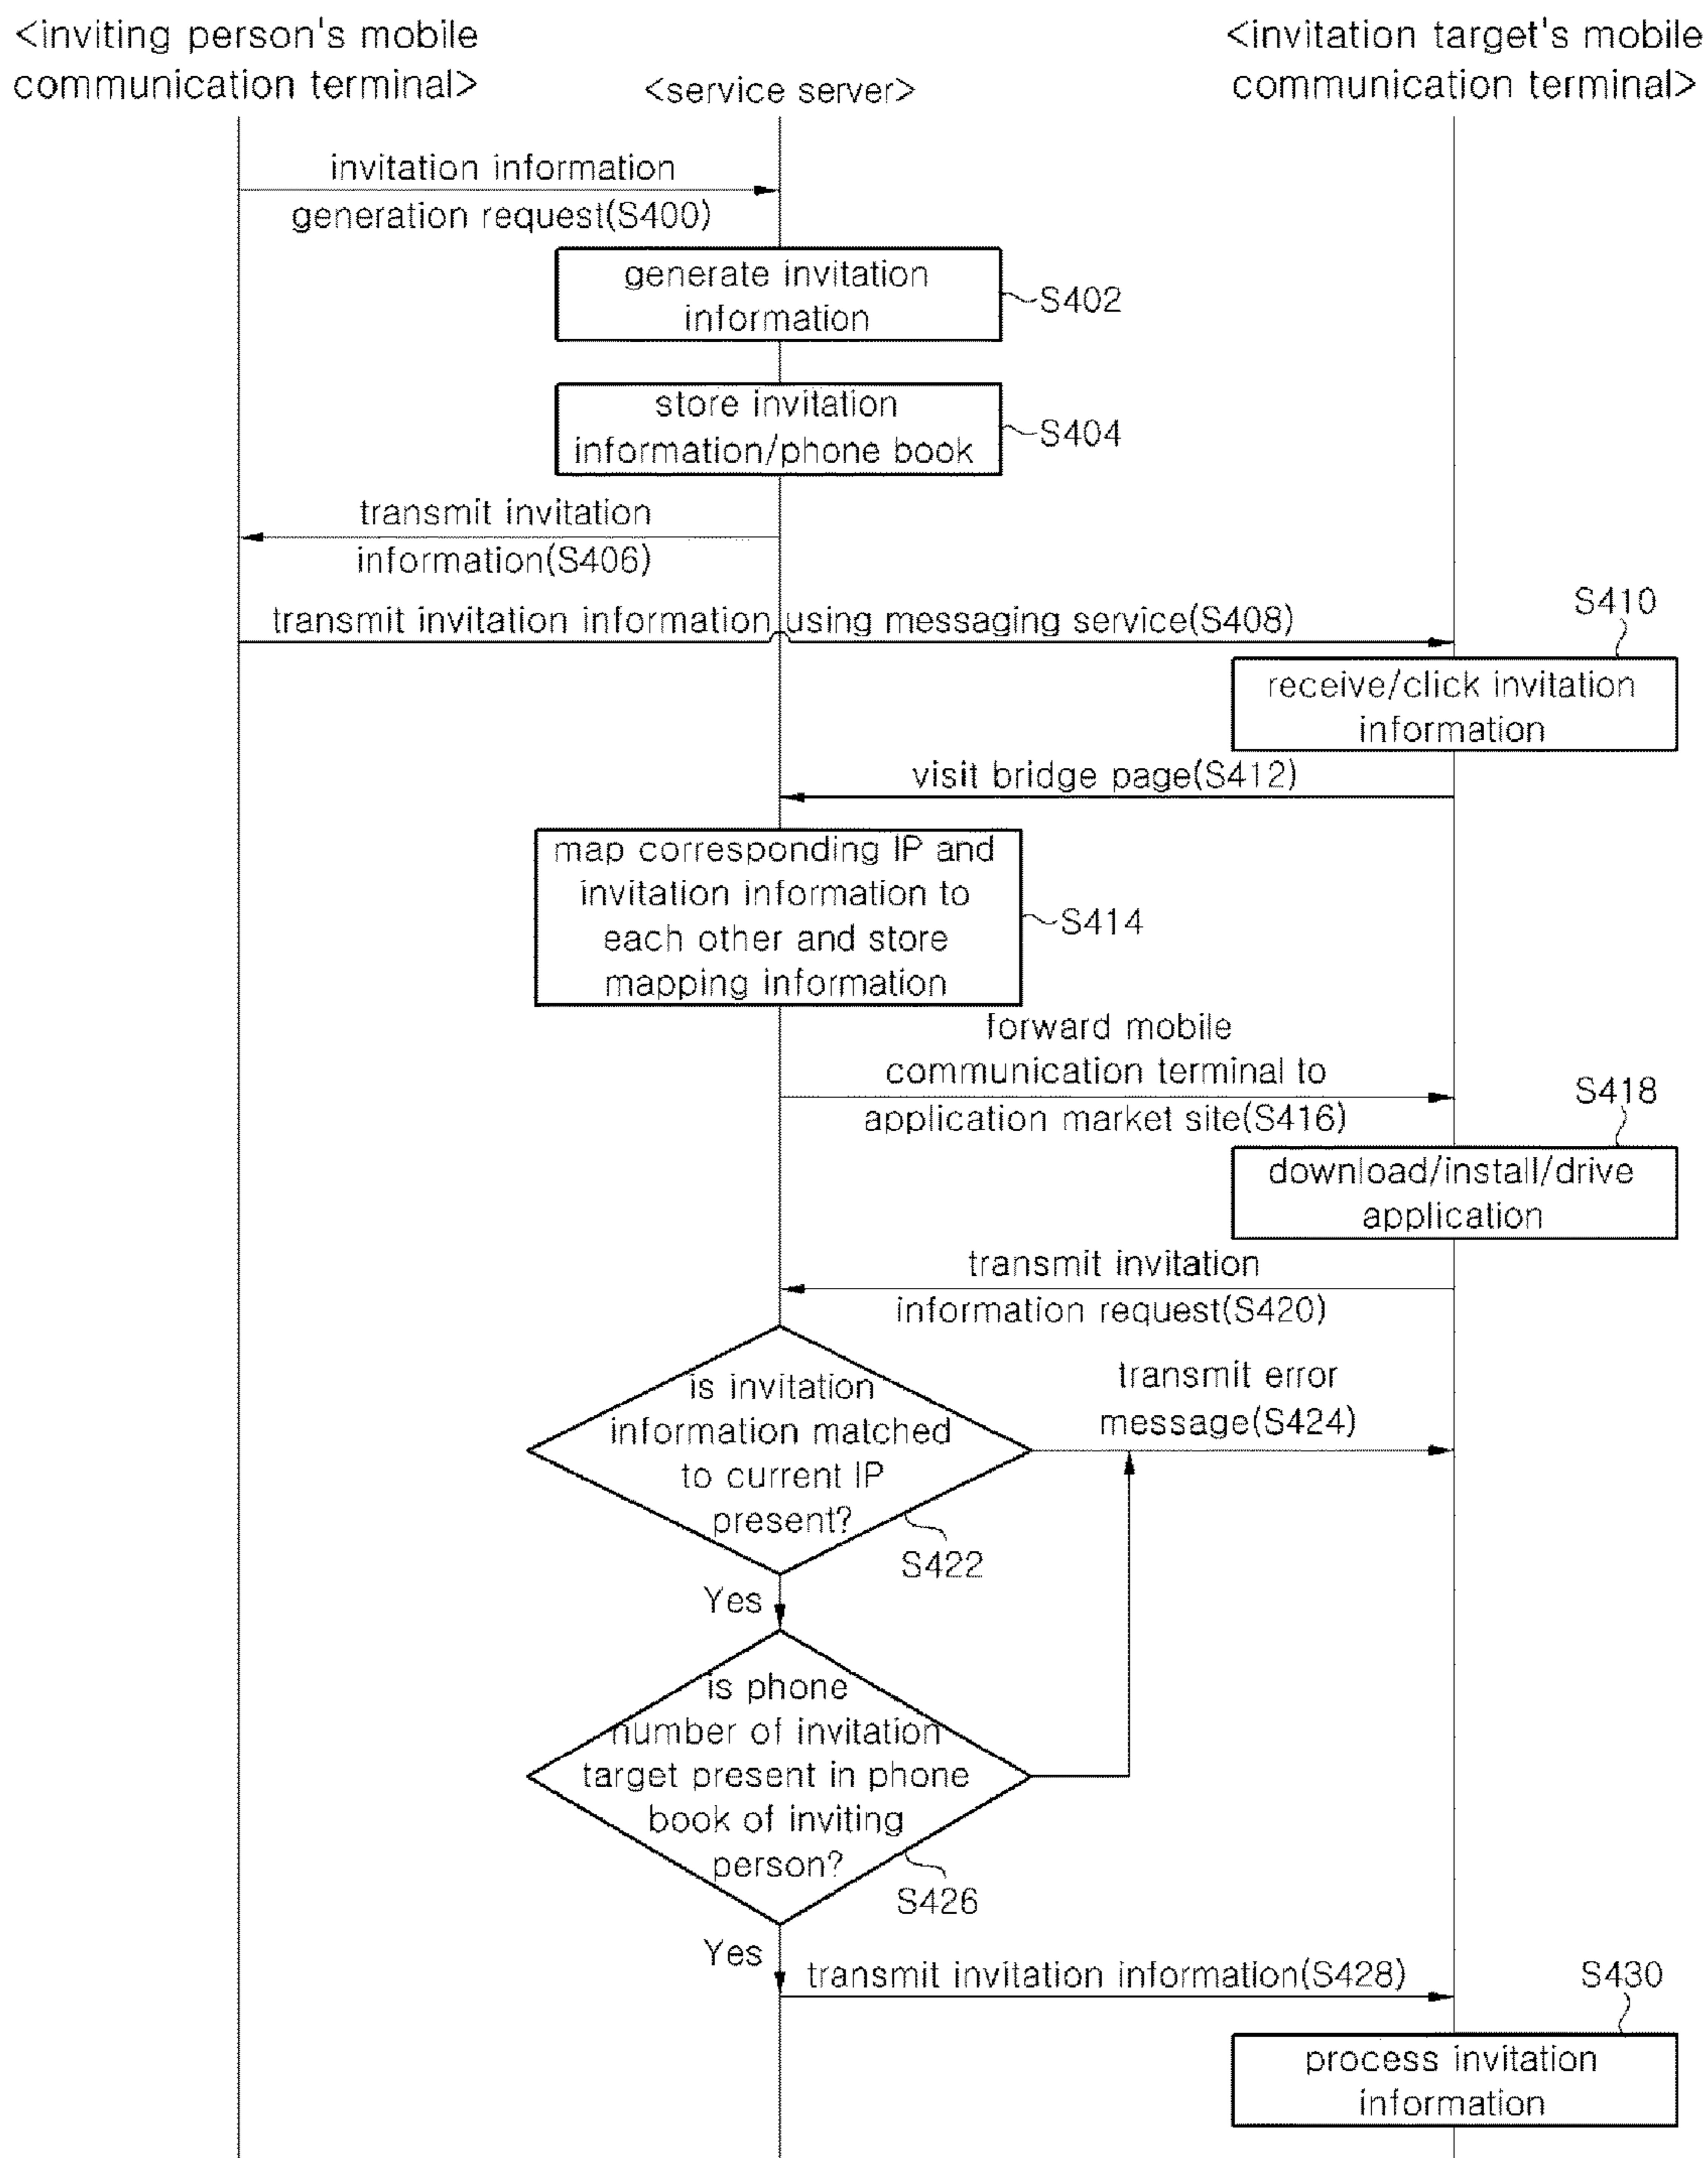 <inviting person's mobile
communication terminal>
<service server>
<invitation target's mobile
communication terminal>
invitation information
generation request(S400)
generate invitation
information
S402
store invitation
information/phone book
S404
transmit invitation
information(S406)
transmit invitation information using messaging service(S408)
S410
receive/click invitation
information
visit bridge page(S412)
map corresponding IP and
invitation information to
each other and store
mapping information
S414
forward mobile
communication terminal to
application market site(S416)
S418
download/install/drive
application
transmit invitation
information request(S420)
is invitation
information matched
to current IP
present?
S422
transmit error
message(S424)
Yes
is phone
number of invitation
target present in phone
book of inviting
person?
S426
Yes
transmit invitation information(S428)
S430
process invitation
information